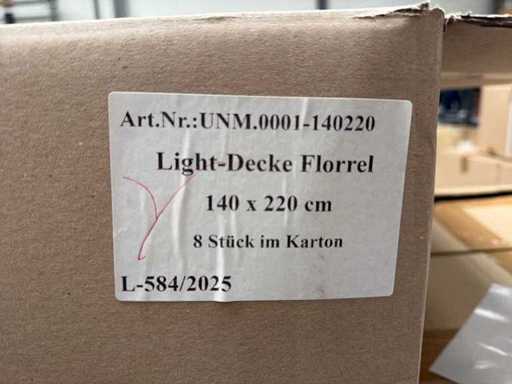 Art.Nr.:UNM.0001-140220
Light-Decke Florrel
140 x 220 cm
8 Stück im Karton
L-584/2025